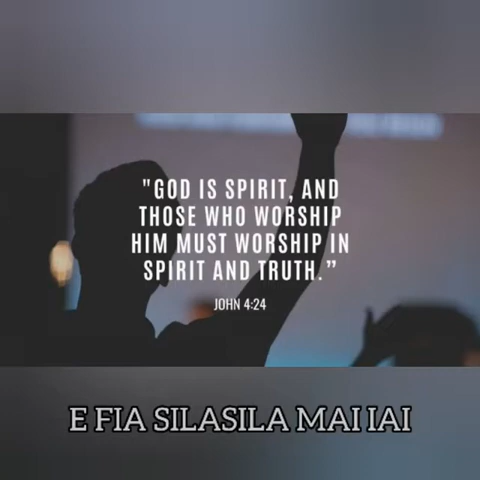 "GOD IS SPIRIT, AND
THOSE WHO WORSHIP
HIM MUST WORSHIP IN
SPIRIT AND TRUTH.”
JOHN 4:24
E FIA SILASILA MAI IAI